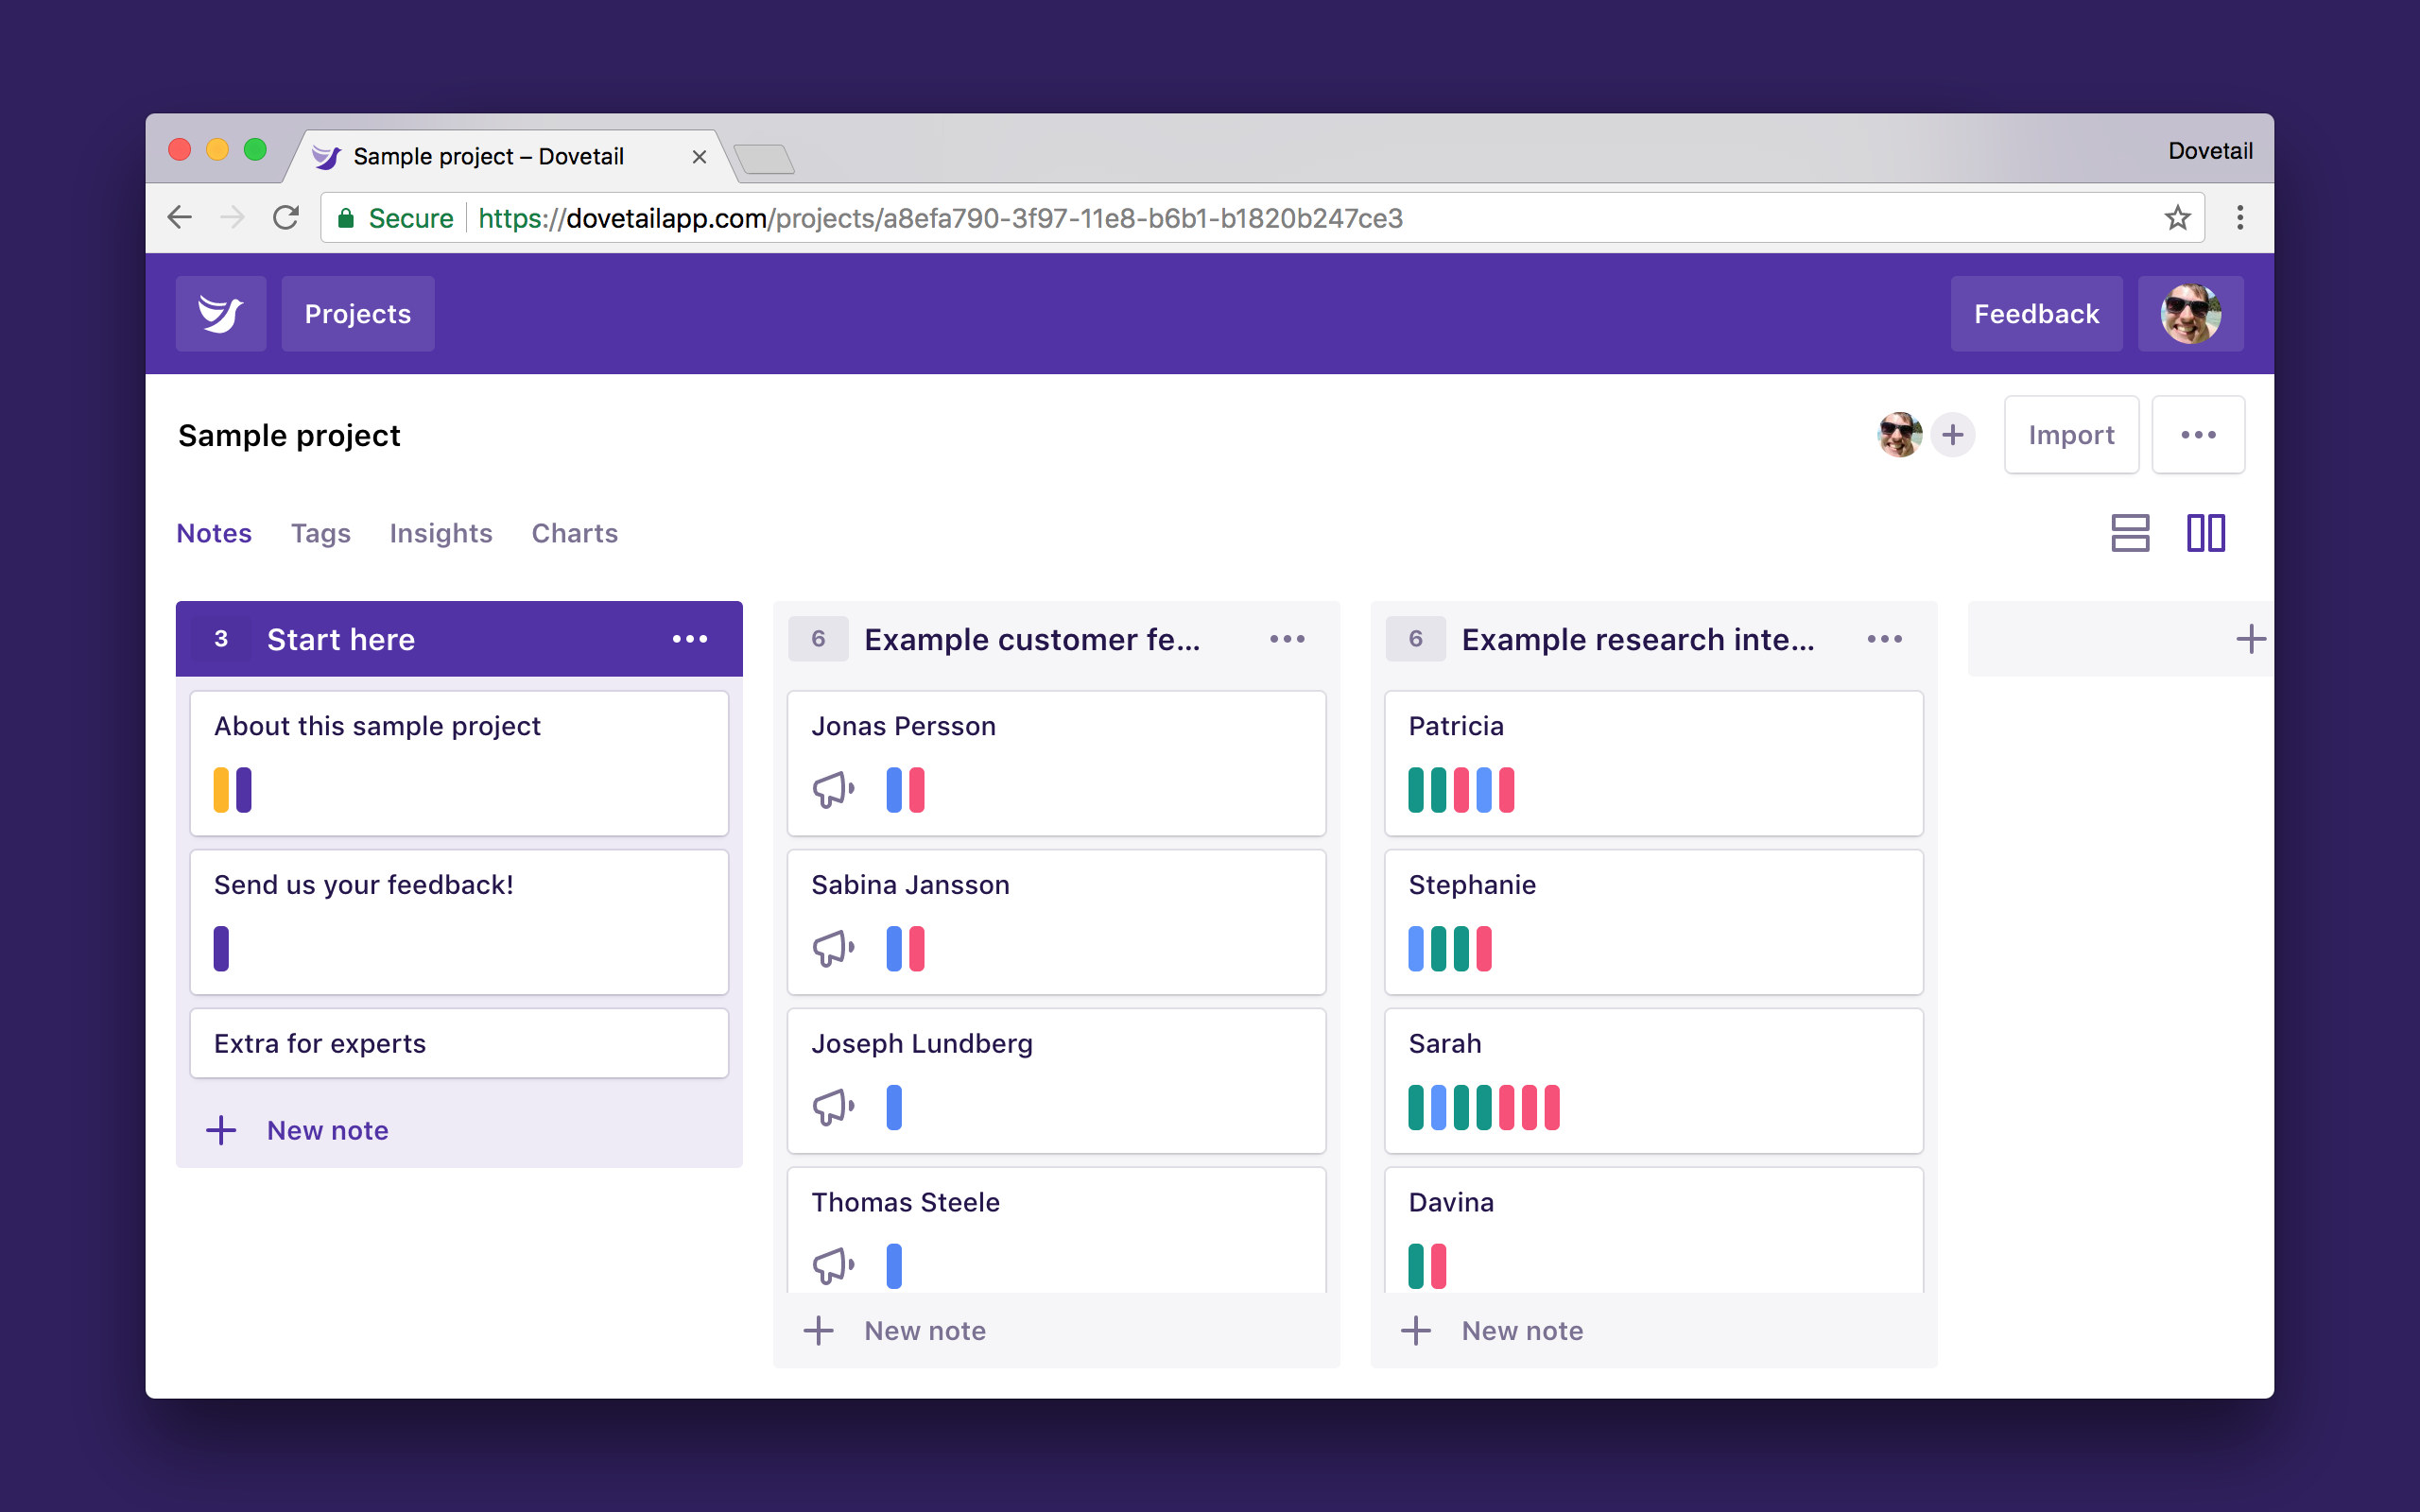 Sample project – Dovetail
Dovetail
Secure https://dovetailapp.com/projects/a8efa790-3f97-11e8-b6b1-b1820b247ce3
Projects
Feedback
Sample project
Import
Notes Tags Insights Charts
3 Start here
About this sample project
Send us your feedback!
Extra for experts
New note
6 Example customer fe...
Jonas Persson
Sabina Jansson
Joseph Lundberg
Thomas Steele
New note
6 Example research inte...
Patricia
Stephanie
Sarah
Davina
New note